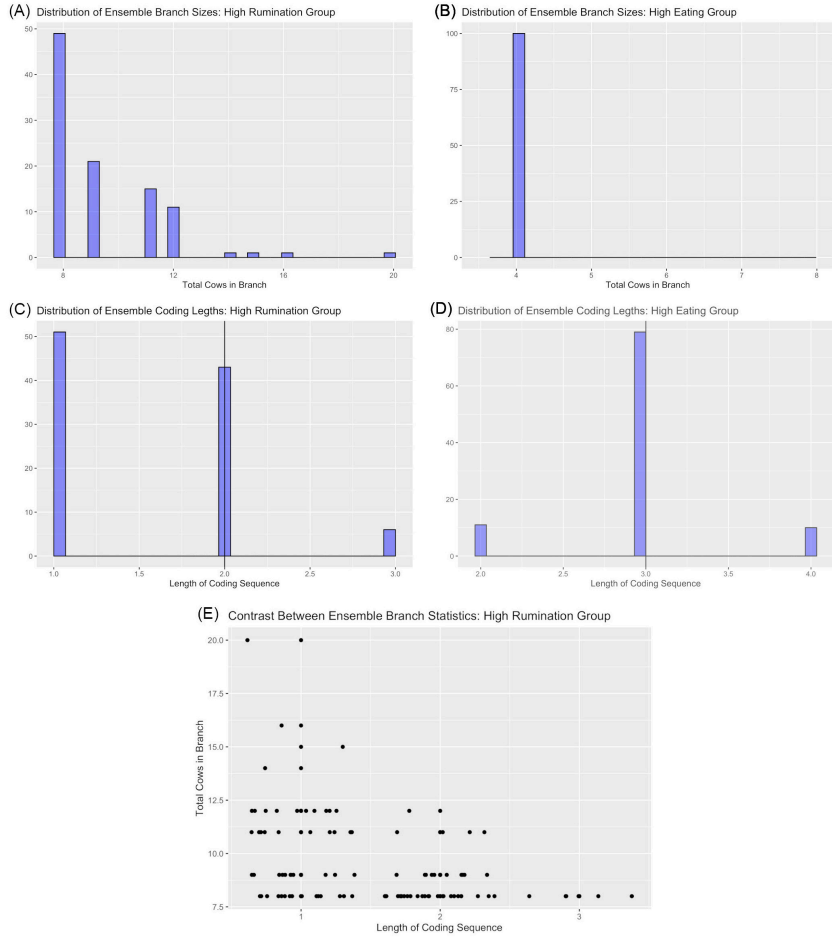 (A) Distribution of Ensemble Branch Sizes: High Rumination Group
50
40
30
20
10
0
8 12 16 20
Total Cows in Branch
(B) Distribution of Ensemble Branch Sizes: High Eating Group
100
75
50
25
0
4 5 6 7 8
Total Cows in Branch
(C) Distribution of Ensemble Coding Legths: High Rumination Group
50
40
30
20
10
0
1.0 1.5 2.0 2.5 3.0
Length of Coding Sequence
(D) Distribution of Ensemble Coding Legths: High Eating Group
80
60
40
20
0
2.0 2.5 3.0 3.5 4.0
Length of Coding Sequence
(E) Contrast Between Ensemble Branch Statistics: High Rumination Group
Total Cows in Branch
20.0
17.5
15.0
12.5
10.0
7.5
1 2 3
Length of Coding Sequence